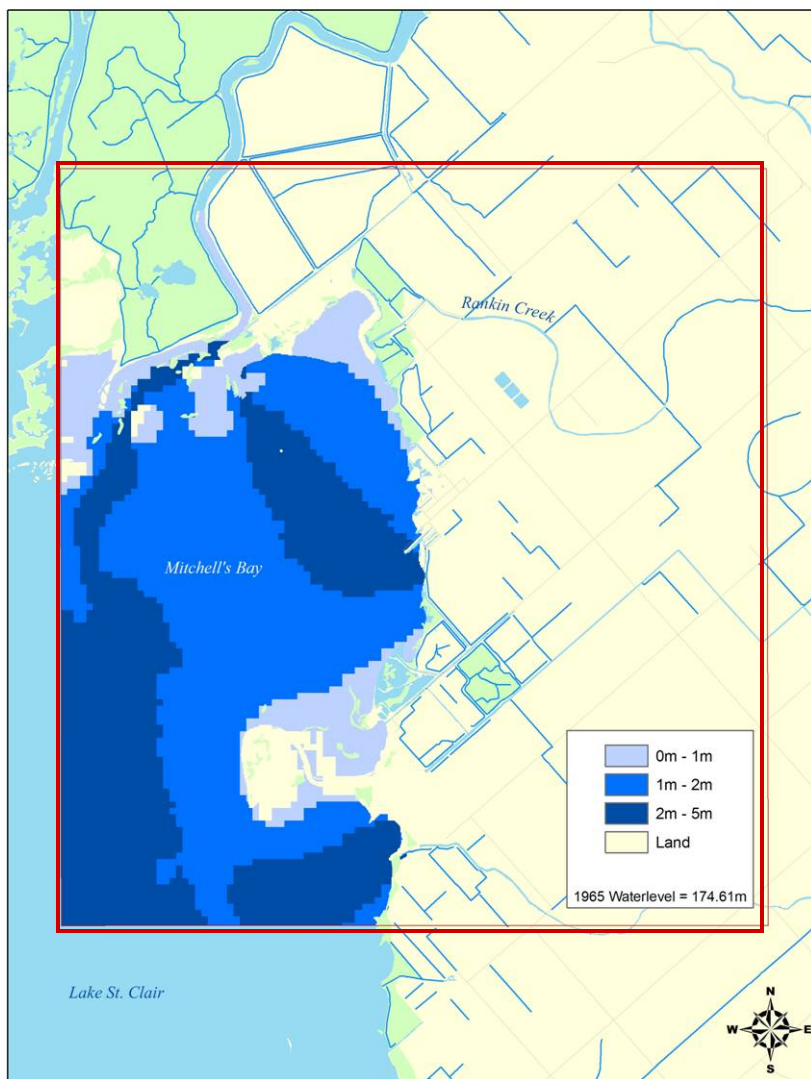 Rankin Creek
Mitchell's Bay
0m - 1m
1m - 2m
2m - 5m
Land
1965 Waterlevel = 174.61m
Lake St. Clair
N
W
E
S